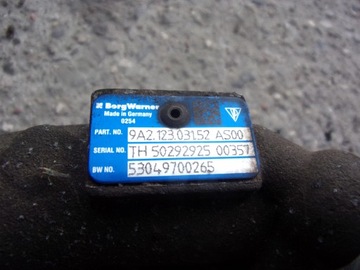 BorgWarner
Made in Germany
0254
PART. NO. 9A2.123.031.52 AS00
SERIAL NO. TH 50292925 00357
BW NO. 53049700265